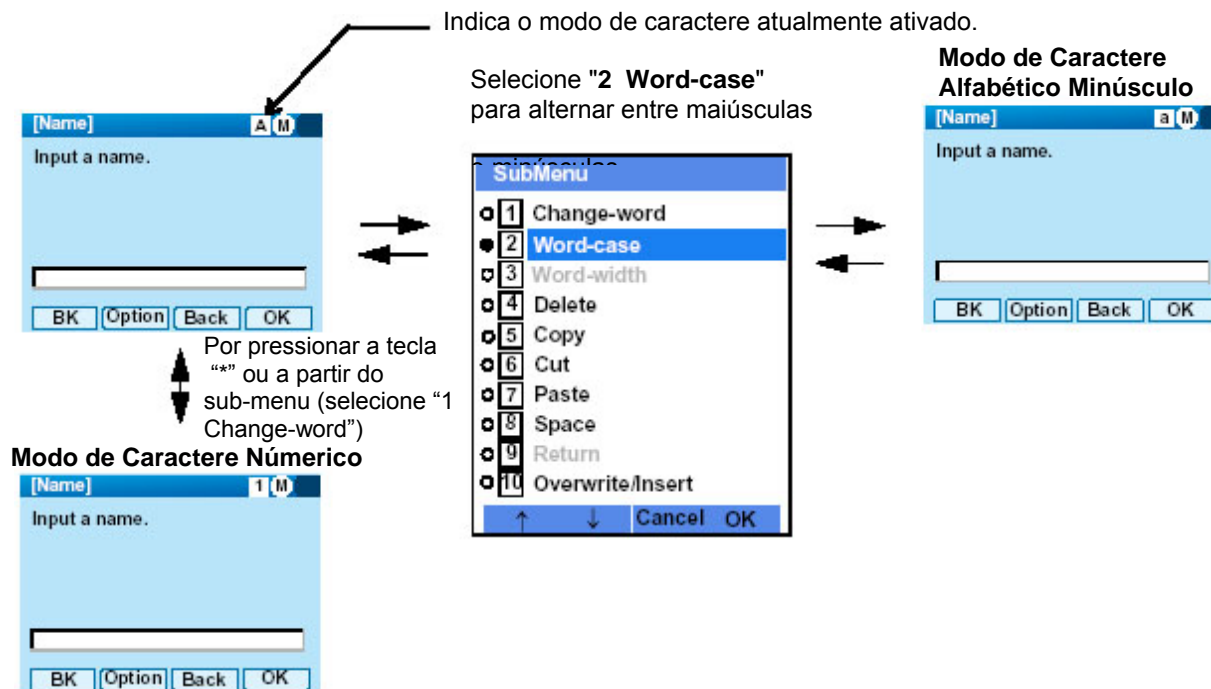 Indica o modo de caractere atualmente ativado.
Selecione "2 Word-case"
para alternar entre maiúsculas
e minúsculas
Modo de Caractere
Alfabético Minúsculo
[Name] A M
Input a name.
BK Option Back OK
SubMenu
1 Change-word
2 Word-case
3 Word-width
4 Delete
5 Copy
6 Cut
7 Paste
8 Space
9 Return
10 Overwrite/Insert
↑ ↓ Cancel OK
[Name] a M
Input a name.
BK Option Back OK
Por pressionar a tecla
“*” ou a partir do
sub-menu (selecione “1
Change-word”)
Modo de Caractere Númerico
[Name] 1 M
Input a name.
BK Option Back OK